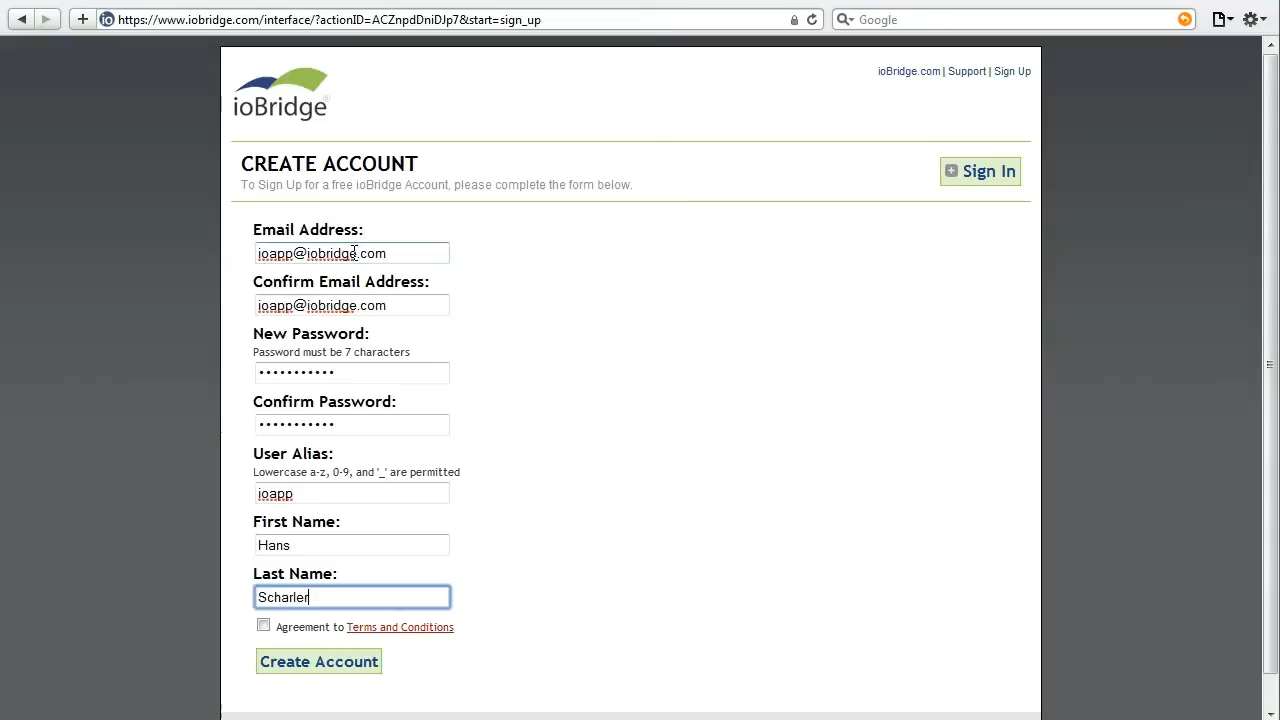 https://www.iobridge.com/interface/?actionID=ACZnpdDniDJp7&start=sign_up
Google
ioBridge®
ioBridge.com | Support | Sign Up
CREATE ACCOUNT
To Sign Up for a free ioBridge Account, please complete the form below.
Sign In
Email Address:
ioapp@iobridge.com
Confirm Email Address:
ioapp@iobridge.com
New Password:
Password must be 7 characters
•••••••••••
Confirm Password:
•••••••••••
User Alias:
Lowercase a-z, 0-9, and '_' are permitted
ioapp
First Name:
Hans
Last Name:
Scharler
Agreement to Terms and Conditions
Create Account